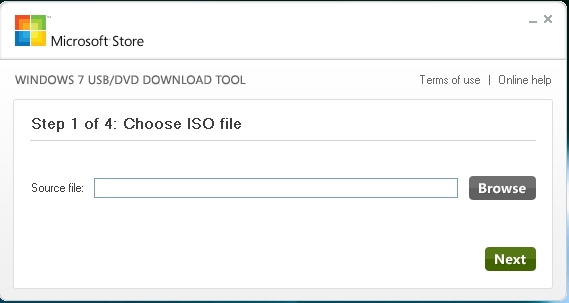 Microsoft Store
WINDOWS 7 USB/DVD DOWNLOAD TOOL
Terms of use | Online help
Step 1 of 4: Choose ISO file
Source file:
Browse
Next